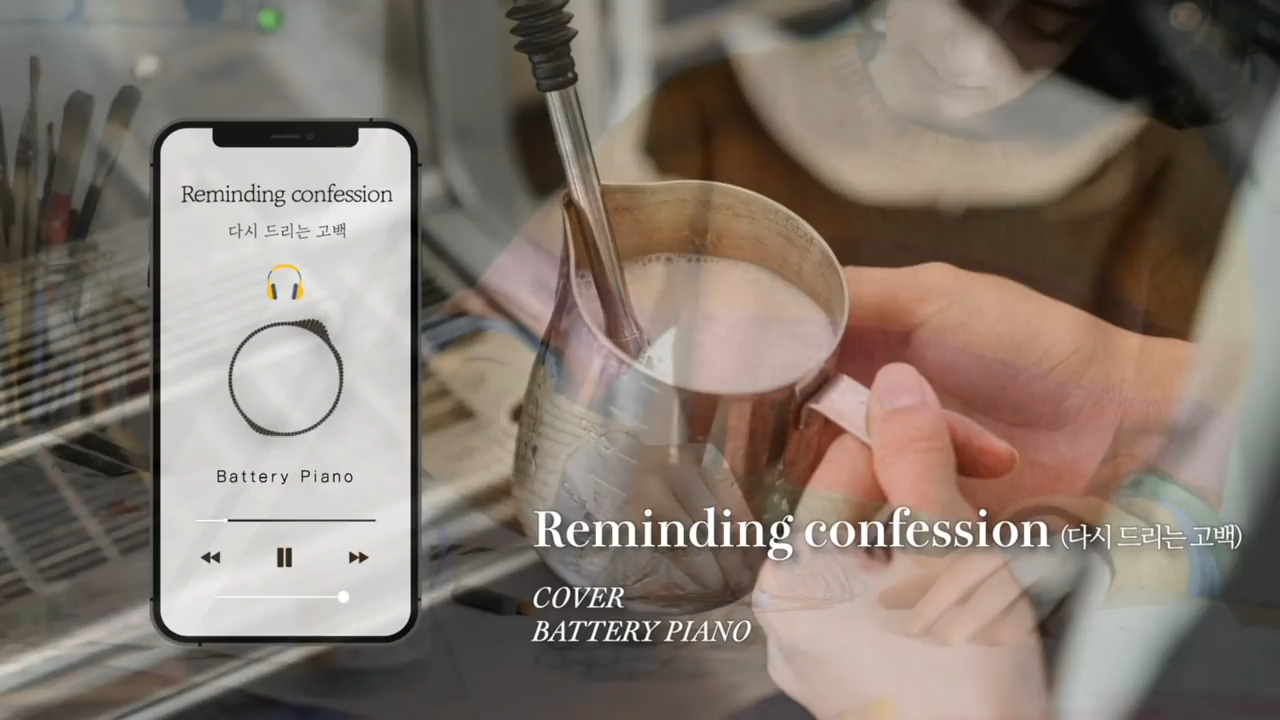 Reminding confession
다시 드리는 고백
Battery Piano
Reminding confession (다시 드리는 고백)
COVER
BATTERY PIANO